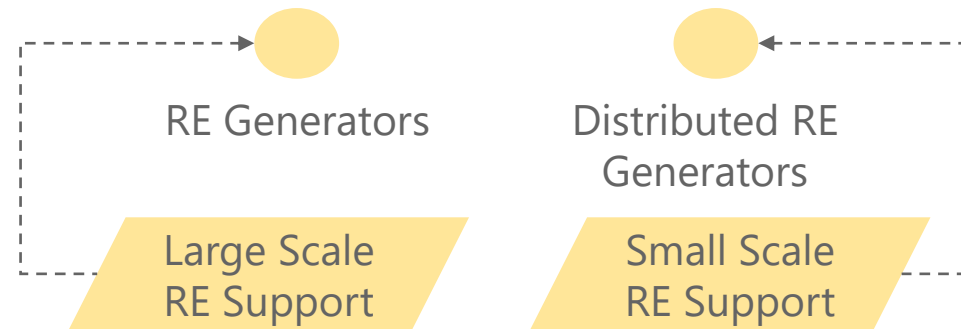 RE Generators
Distributed RE
Generators
Large Scale
RE Support
Small Scale
RE Support